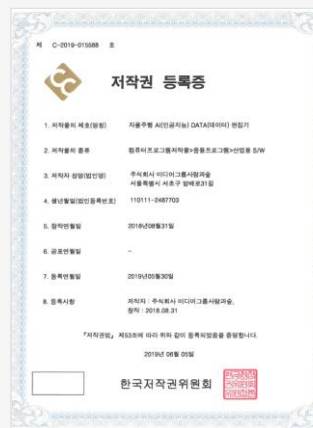 제 C-2019-015588 호
저작권 등록증
1. 저작물의 제호(명칭) 자율주행 AI(인공지능) DATA(데이터) 편집기
2. 저작물의 종류 컴퓨터프로그램저작물>응용프로그램>산업용 S/W
3. 저작자 성명(법인명) 주식회사 미디어그룹사람과숲
서울특별시 서초구 방배로31길
4. 생년월일(법인등록번호) 110111-2487703
5. 창작연월일 2018년08월31일
6. 공표연월일 -
7. 등록연월일 2019년05월30일
8. 등록사항 저작자 : 주식회사 미디어그룹사람과숲,
창작 : 2018.08.31
『저작권법』 제53조에 따라 위와 같이 등록되었음을 증명합니다.
2019년 06월 05일
한국저작권위원회